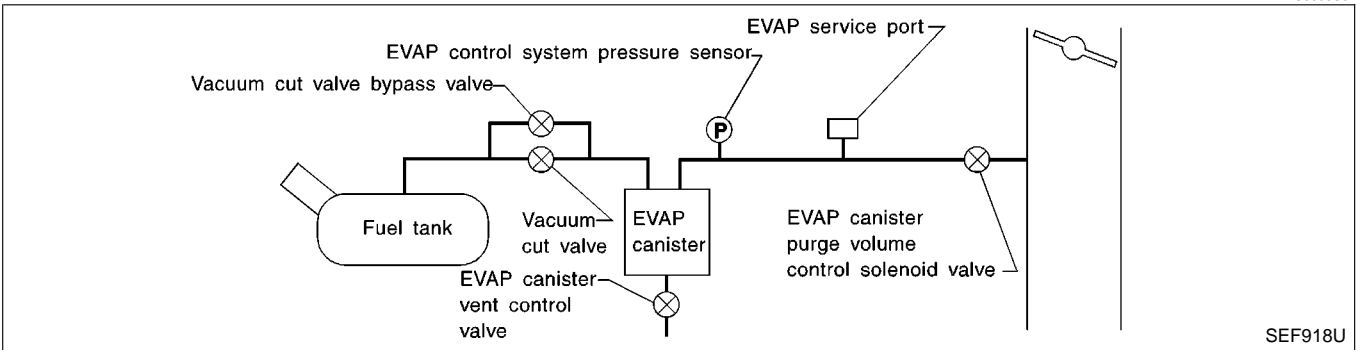 EVAP service port
EVAP control system pressure sensor
Vacuum cut valve bypass valve
P
Fuel tank
Vacuum
cut valve
EVAP
canister
EVAP canister
purge volume
control solenoid valve
EVAP canister
vent control
valve
SEF918U